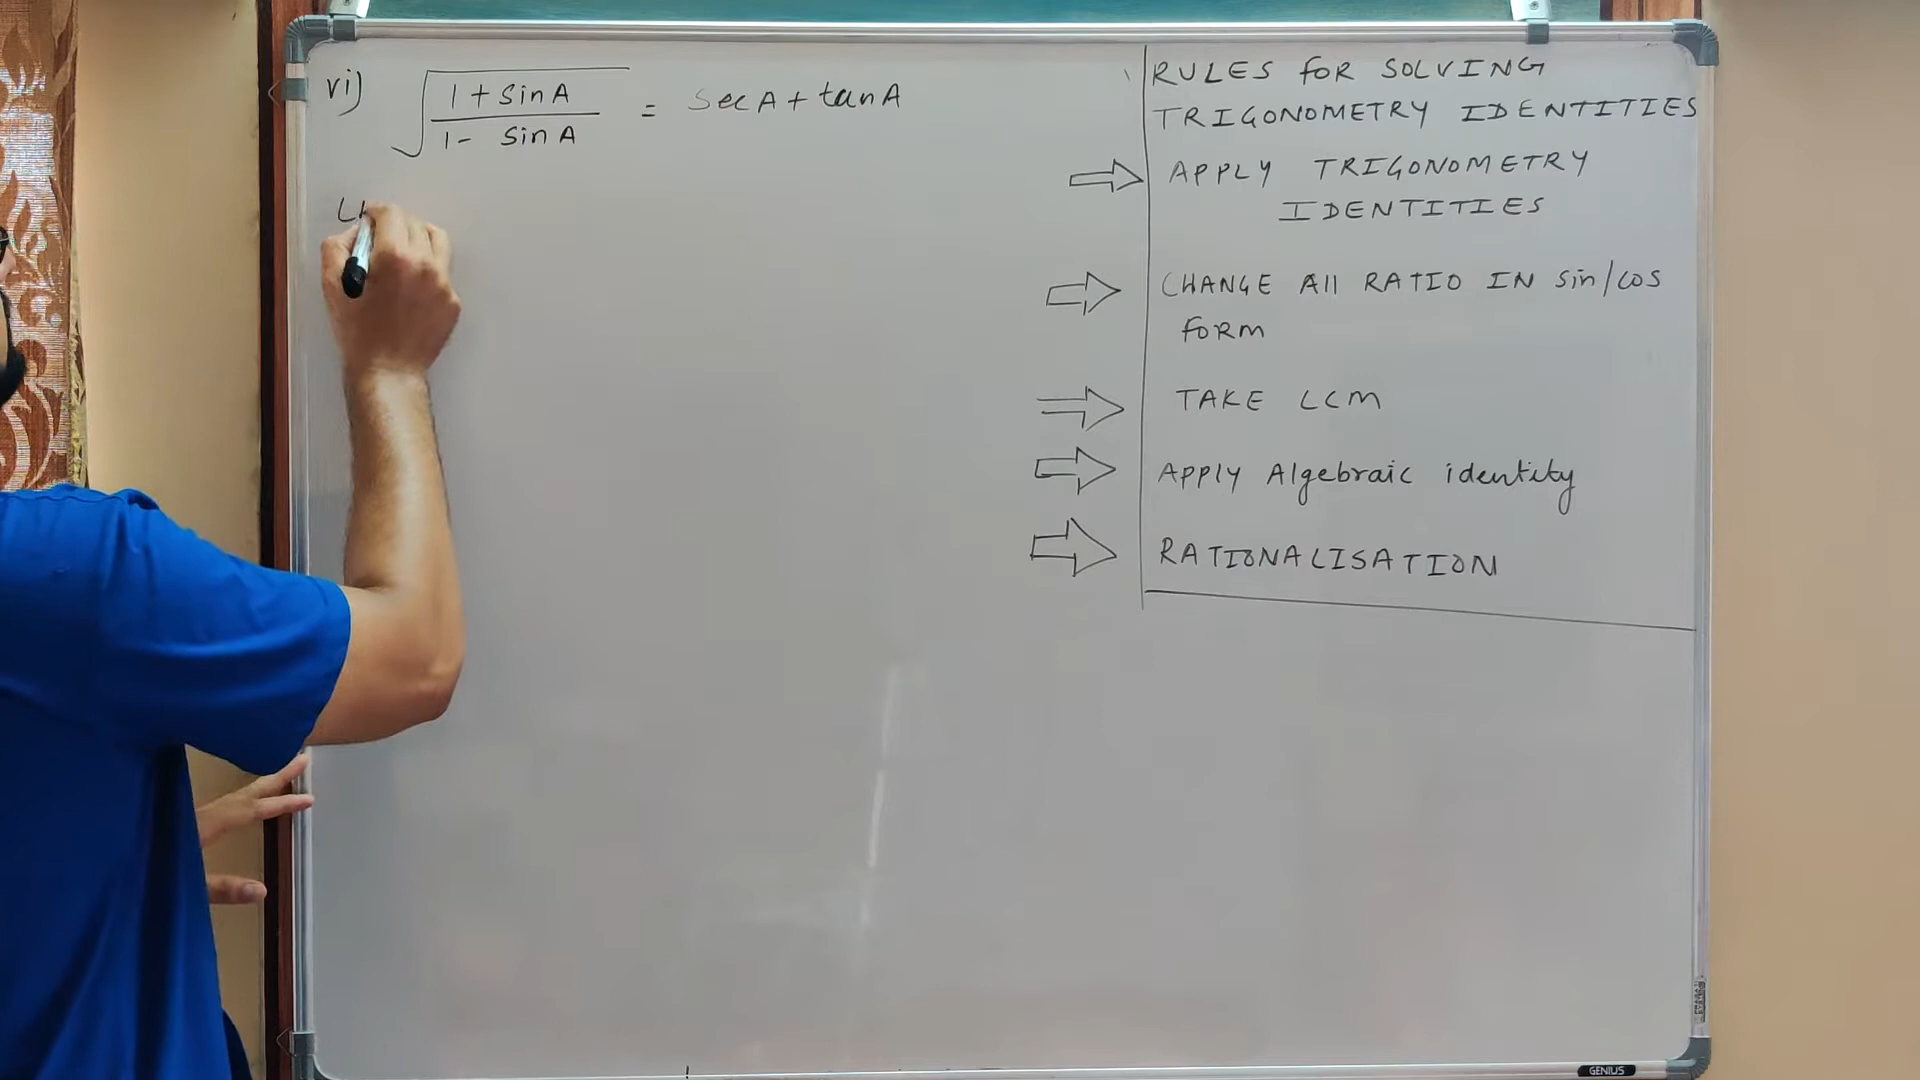 vi) √(1 + sin A / 1 - sin A) = sec A + tan A
LH
RULES FOR SOLVING
TRIGONOMETRY IDENTITIES
⇒ APPLY TRIGONOMETRY
IDENTITIES
⇒ CHANGE All RATIO IN sin/cos
FORM
⇒ TAKE LCM
⇒ APPLY Algebraic identity
⇒ RATIONALISATION
GENIUS